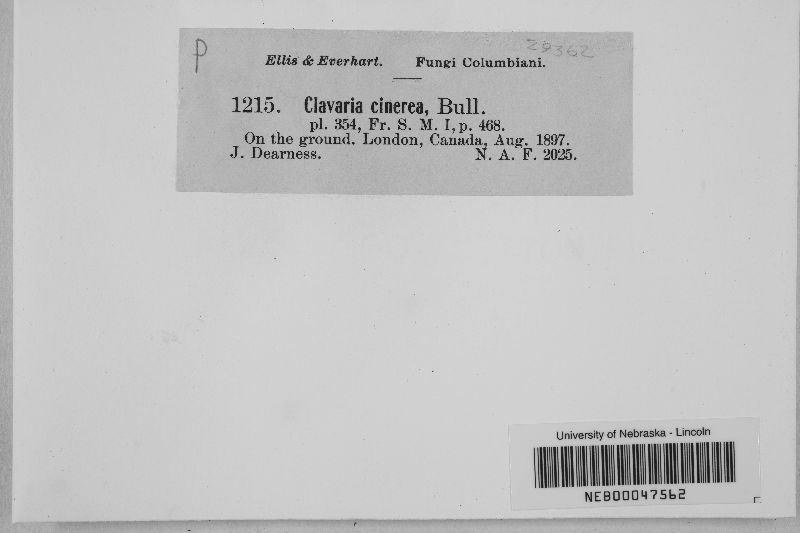 p
29362
Ellis & Everhart. Fungi Columbiani.
1215. Clavaria cinerea, Bull.
pl. 354, Fr. S. M. I, p. 468.
On the ground. London, Canada, Aug. 1897.
J. Dearness. N. A. F. 2025.
University of Nebraska - Lincoln
NEB00047562